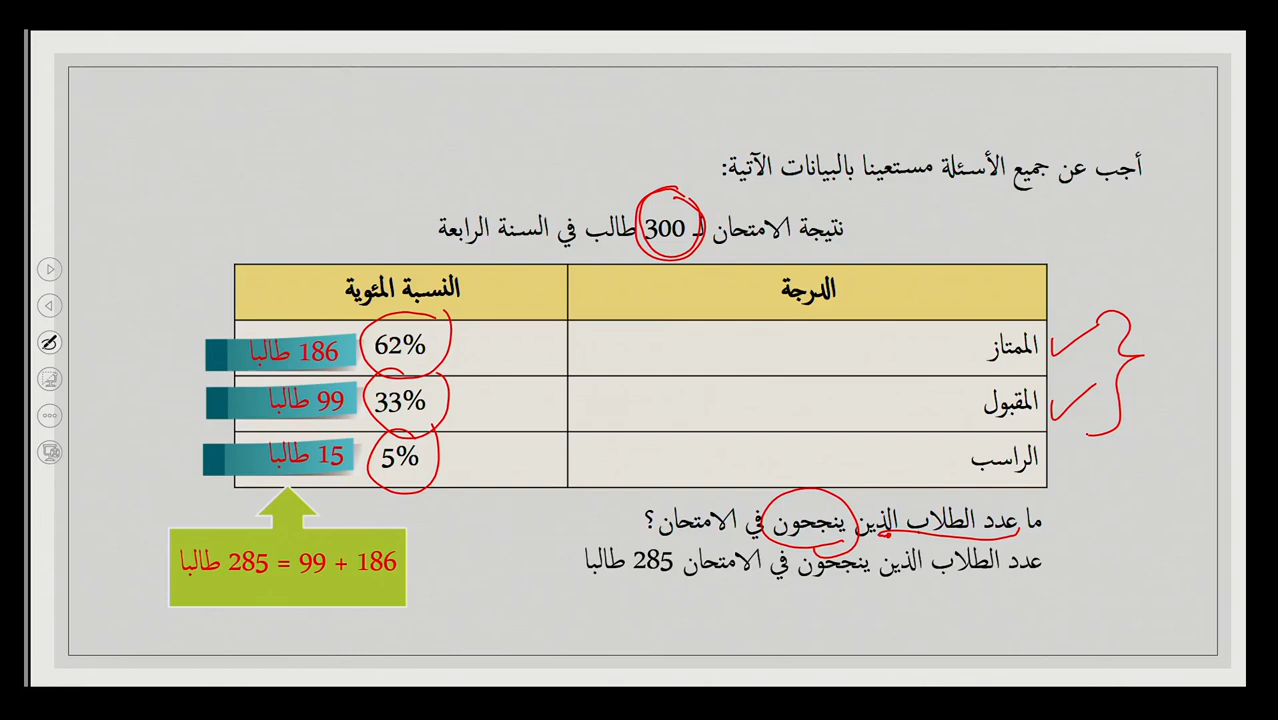 أجب عن جميع الأسئلة مستعينا بالبيانات الآتية:
نتيجة الامتحان لـ 300 طالب في السنة الرابعة
الدرجة النسبة المئوية
الممتاز 62% 186 طالبا
المقبول 33% 99 طالبا
الراسب 5% 15 طالبا
ما عدد الطلاب الذين ينجحون في الامتحان؟
عدد الطلاب الذين ينجحون في الامتحان 285 طالبا
186 + 99 = 285 طالبا